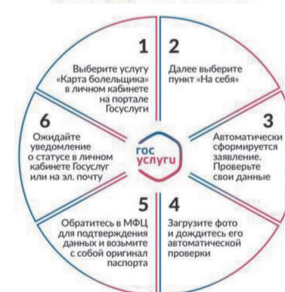 1
Выберите услугу
«Карта болельщика»
в личном кабинете
на портале
Госуслуги
2
Далее выберите
пункт «На себя»
3
Автоматически
сформируется
заявление.
Проверьте
свои данные
4
Загрузите фото
и дождитесь его
автоматической
проверки
5
Обратитесь в МФЦ
для подтверждения
данных и возьмите
с собой оригинал
паспорта
6
Ожидайте
уведомление
о статусе в личном
кабинете Госуслуг
или на эл. почту
гос
услуги